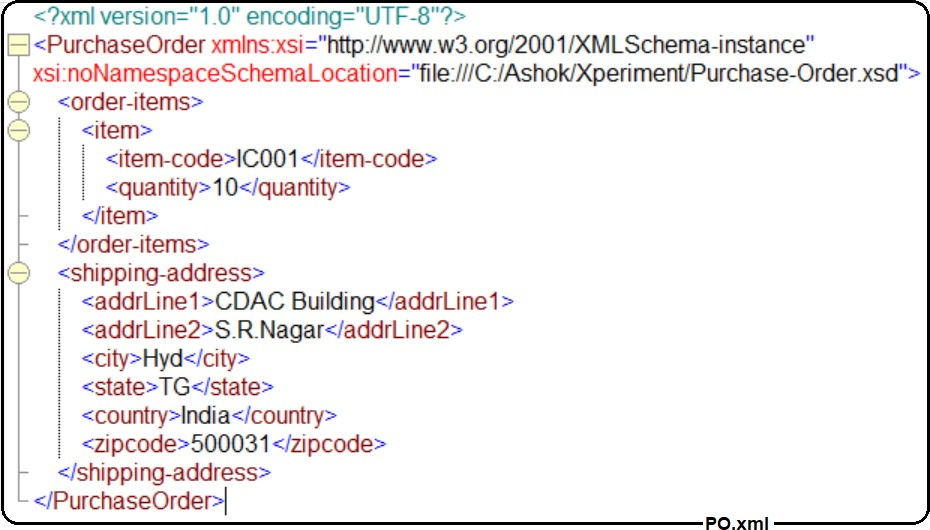 <?xml version="1.0" encoding="UTF-8"?>
<PurchaseOrder xmlns:xsi="http://www.w3.org/2001/XMLSchema-instance"
xsi:noNamespaceSchemaLocation="file:///C:/Ashok/Xperiment/Purchase-Order.xsd">
<order-items>
<item>
<item-code>IC001</item-code>
<quantity>10</quantity>
</item>
</order-items>
<shipping-address>
<addrLine1>CDAC Building</addrLine1>
<addrLine2>S.R.Nagar</addrLine2>
<city>Hyd</city>
<state>TG</state>
<country>India</country>
<zipcode>500031</zipcode>
</shipping-address>
</PurchaseOrder>
PO.xml